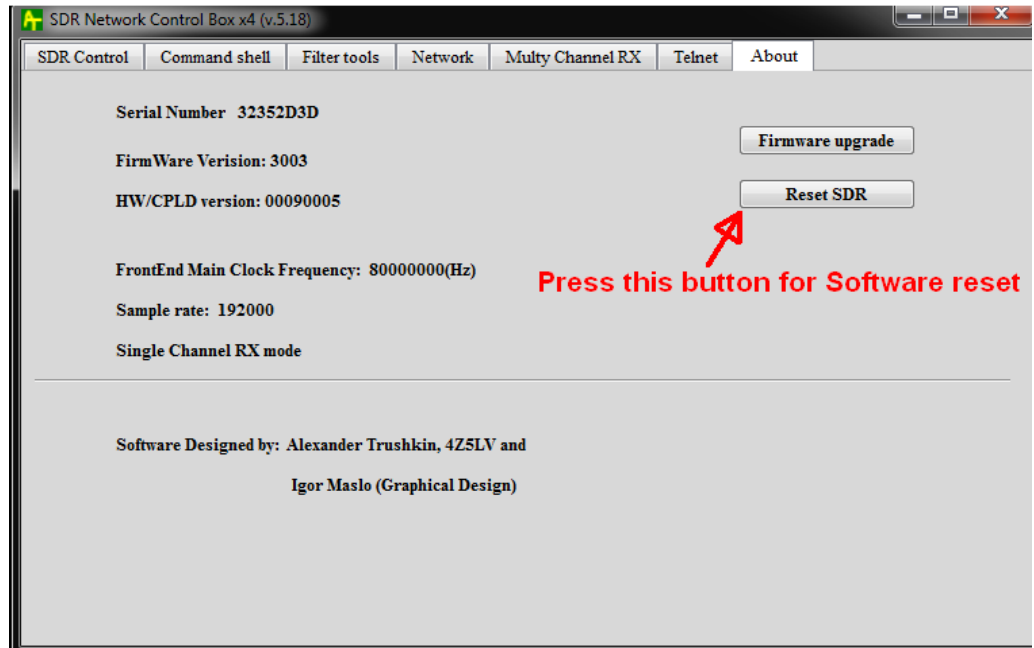 SDR Network Control Box x4 (v.5.18)
SDR Control Command shell Filter tools Network Multy Channel RX Telnet About
Serial Number 32352D3D
Firmware upgrade
FirmWare Verision: 3003
Reset SDR
HW/CPLD version: 00090005
FrontEnd Main Clock Frequency: 80000000(Hz)
Press this button for Software reset
Sample rate: 192000
Single Channel RX mode
Software Designed by: Alexander Trushkin, 4Z5LV and
Igor Maslo (Graphical Design)